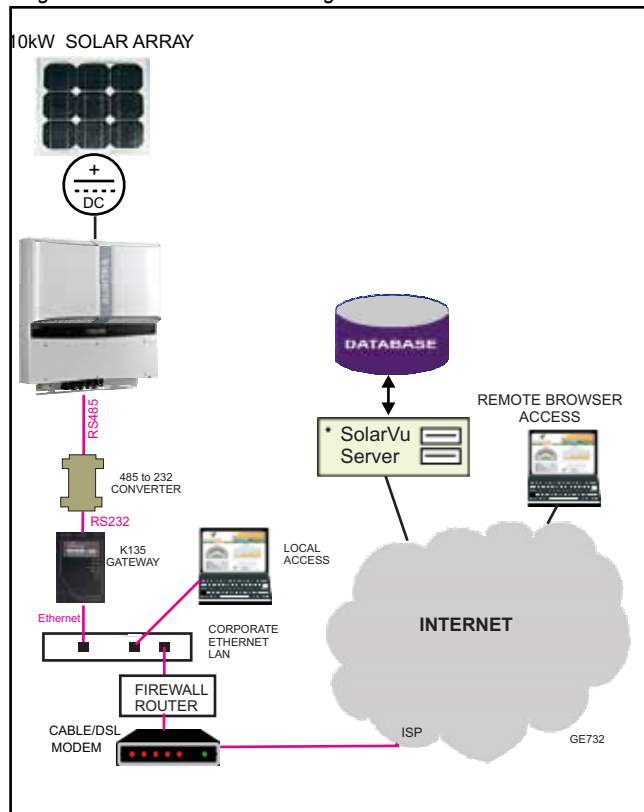 10kW SOLAR ARRAY
+
DC
RS485
485 to 232
CONVERTER
RS232
K135
GATEWAY
Ethernet
LOCAL
ACCESS
CORPORATE
ETHERNET
LAN
FIREWALL
ROUTER
CABLE/DSL
MODEM
ISP
DATABASE
* SolarVu
Server
REMOTE BROWSER
ACCESS
INTERNET
GE732